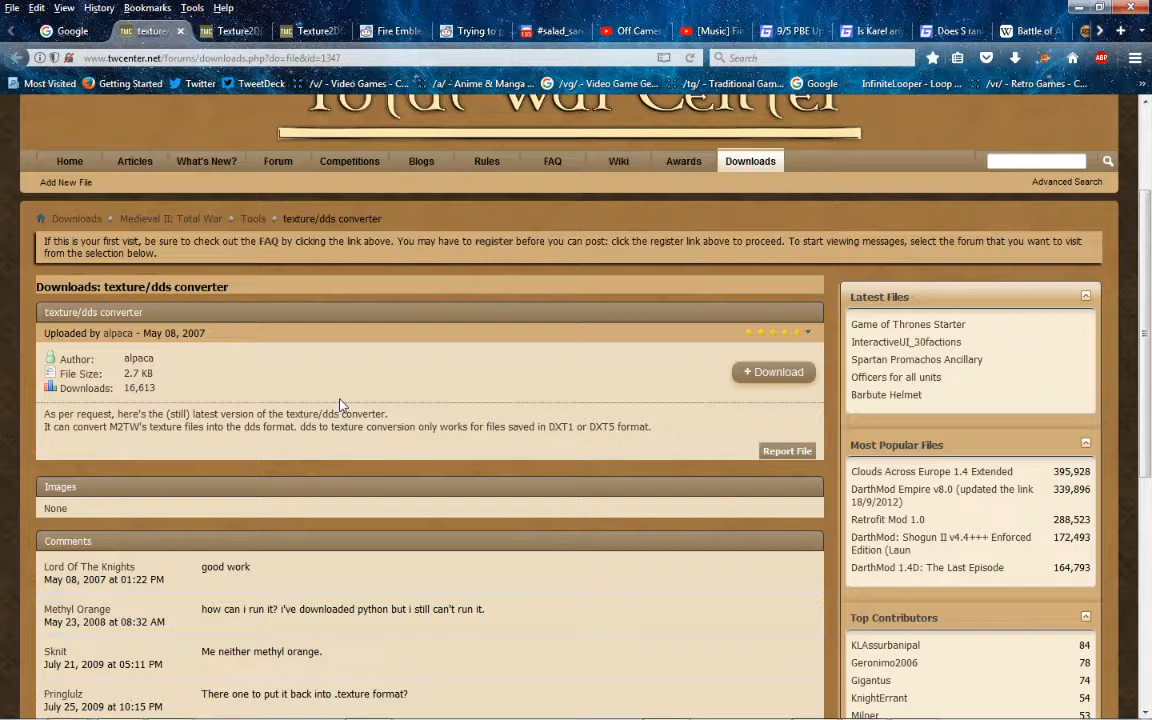 File Edit View History Bookmarks Tools Help
Google texture/ Texture2D Texture2D Fire Emble Trying to p #salad_sar Off Camer [Music] Fi 9/5 PBE Up Is Karel an Does S ran Battle of A
www.twcenter.net/forums/downloads.php?do=file&id=1347 Search
Most Visited Getting Started Twitter TweetDeck /v/ - Video Games - C... /a/ - Anime & Manga ... /vg/ - Video Game Ge... /tg/ - Traditional Gam... Google InfiniteLooper - Loop ... /vr/ - Retro Games - C...
Total War Center
Home Articles What's New? Forum Competitions Blogs Rules FAQ Wiki Awards Downloads
Add New File Advanced Search
Downloads Medieval II: Total War Tools texture/dds converter
If this is your first visit, be sure to check out the FAQ by clicking the link above. You may have to register before you can post: click the register link above to proceed. To start viewing messages, select the forum that you want to visit
from the selection below.
Downloads: texture/dds converter
texture/dds converter
Uploaded by alpaca - May 08, 2007
Author: alpaca
File Size: 2.7 KB
Downloads: 16,613
+ Download
As per request, here's the (still) latest version of the texture/dds converter.
It can convert M2TW's texture files into the dds format. dds to texture conversion only works for files saved in DXT1 or DXT5 format.
Report File
Images
None
Comments
Lord Of The Knights good work
May 08, 2007 at 01:22 PM
Methyl Orange how can i run it? i've downloaded python but i still can't run it.
May 23, 2008 at 08:32 AM
Sknit Me neither methyl orange.
July 21, 2009 at 05:11 PM
Pringlulz There one to put it back into .texture format?
July 25, 2009 at 10:15 PM
Latest Files
Game of Thrones Starter
InteractiveUI_30factions
Spartan Promachos Ancillary
Officers for all units
Barbute Helmet
Most Popular Files
Clouds Across Europe 1.4 Extended 395,928
DarthMod Empire v8.0 (updated the link 339,896
18/9/2012)
Retrofit Mod 1.0 288,523
DarthMod: Shogun II v4.4+++ Enforced 172,493
Edition (Laun
DarthMod 1.4D: The Last Episode 164,793
Top Contributors
KLAssurbanipal 84
Geronimo2006 78
Gigantus 74
KnightErrant 54
Milner 53